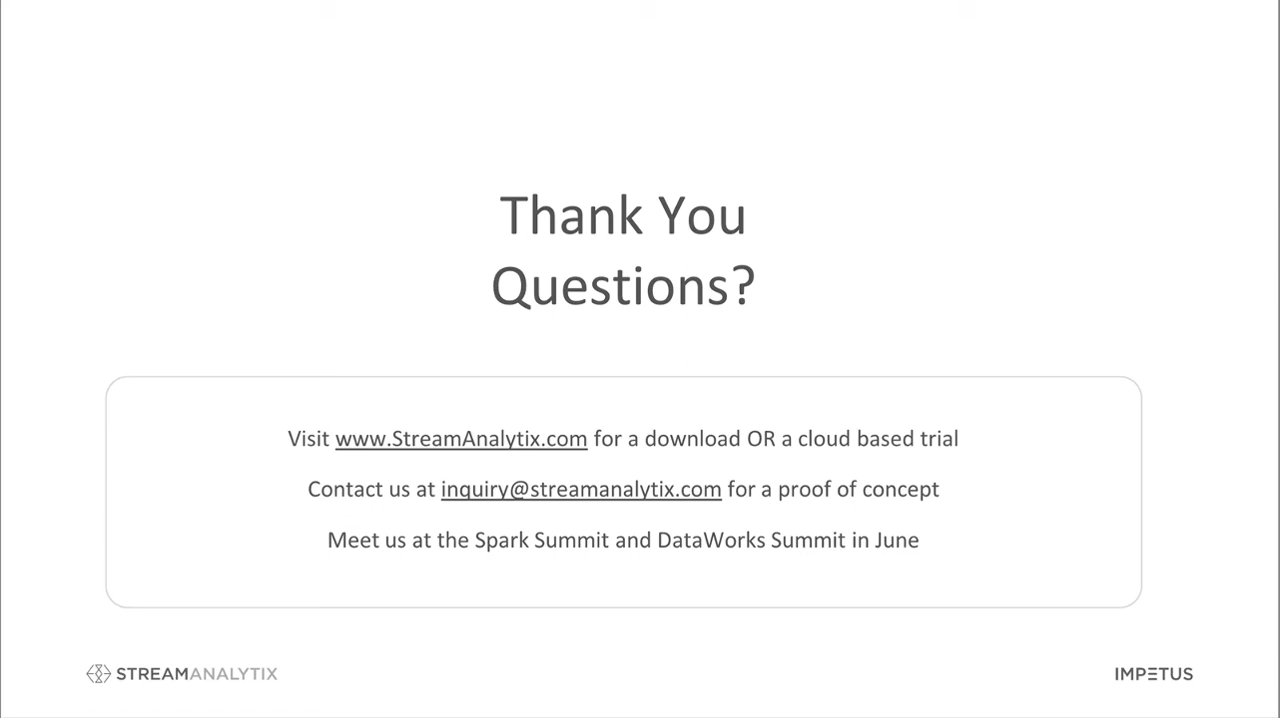 Thank You
Questions?
Visit www.StreamAnalytix.com for a download OR a cloud based trial
Contact us at inquiry@streamanalytix.com for a proof of concept
Meet us at the Spark Summit and DataWorks Summit in June
STREAMANALYTIX
IMPETUS